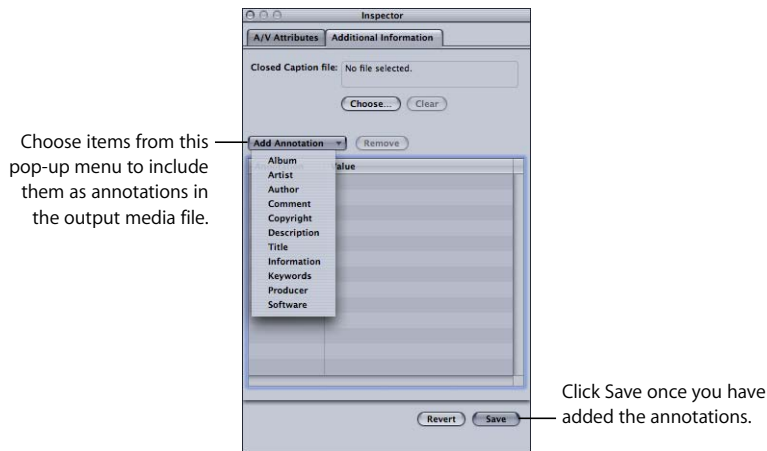 Inspector
A/V Attributes Additional Information
Closed Caption file: No file selected.
Choose... Clear
Choose items from this
pop-up menu to include
them as annotations in
the output media file.
Add Annotation Remove
Value
Album
Artist
Author
Comment
Copyright
Description
Title
Information
Keywords
Producer
Software
Click Save once you have
added the annotations.
Revert Save